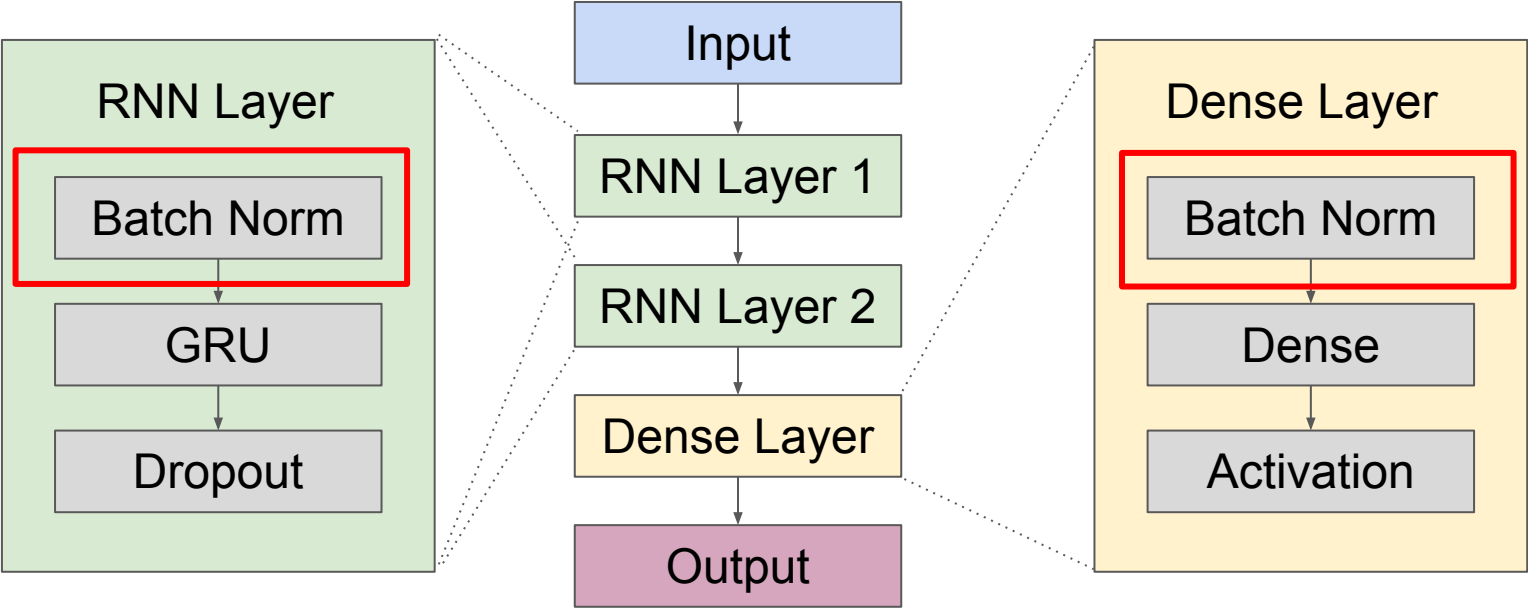 RNN Layer
Batch Norm
GRU
Dropout
Input
RNN Layer 1
RNN Layer 2
Dense Layer
Output
Dense Layer
Batch Norm
Dense
Activation